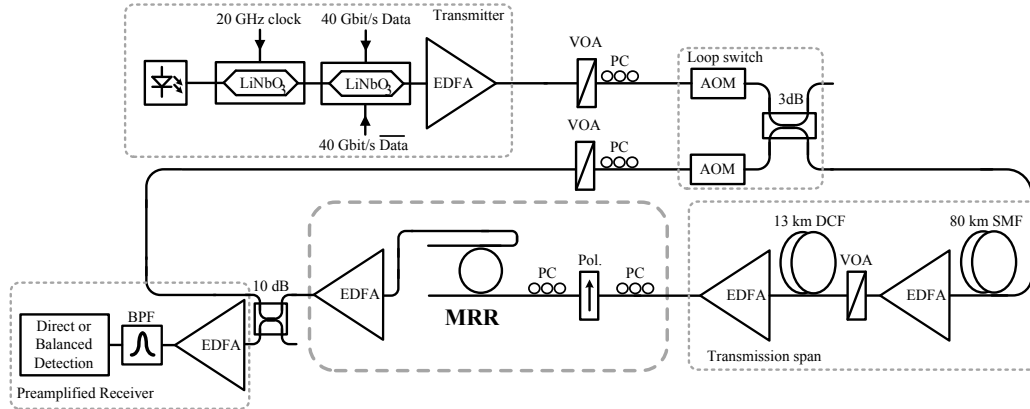 20 GHz clock
40 Gbit/s Data
Transmitter
LiNbO3
LiNbO3
EDFA
40 Gbit/s Data
VOA
PC
Loop switch
AOM
3dB
VOA
PC
AOM
13 km DCF
80 km SMF
VOA
EDFA
EDFA
Transmission span
PC
Pol.
PC
MRR
EDFA
10 dB
BPF
EDFA
Direct or
Balanced
Detection
Preamplified Receiver